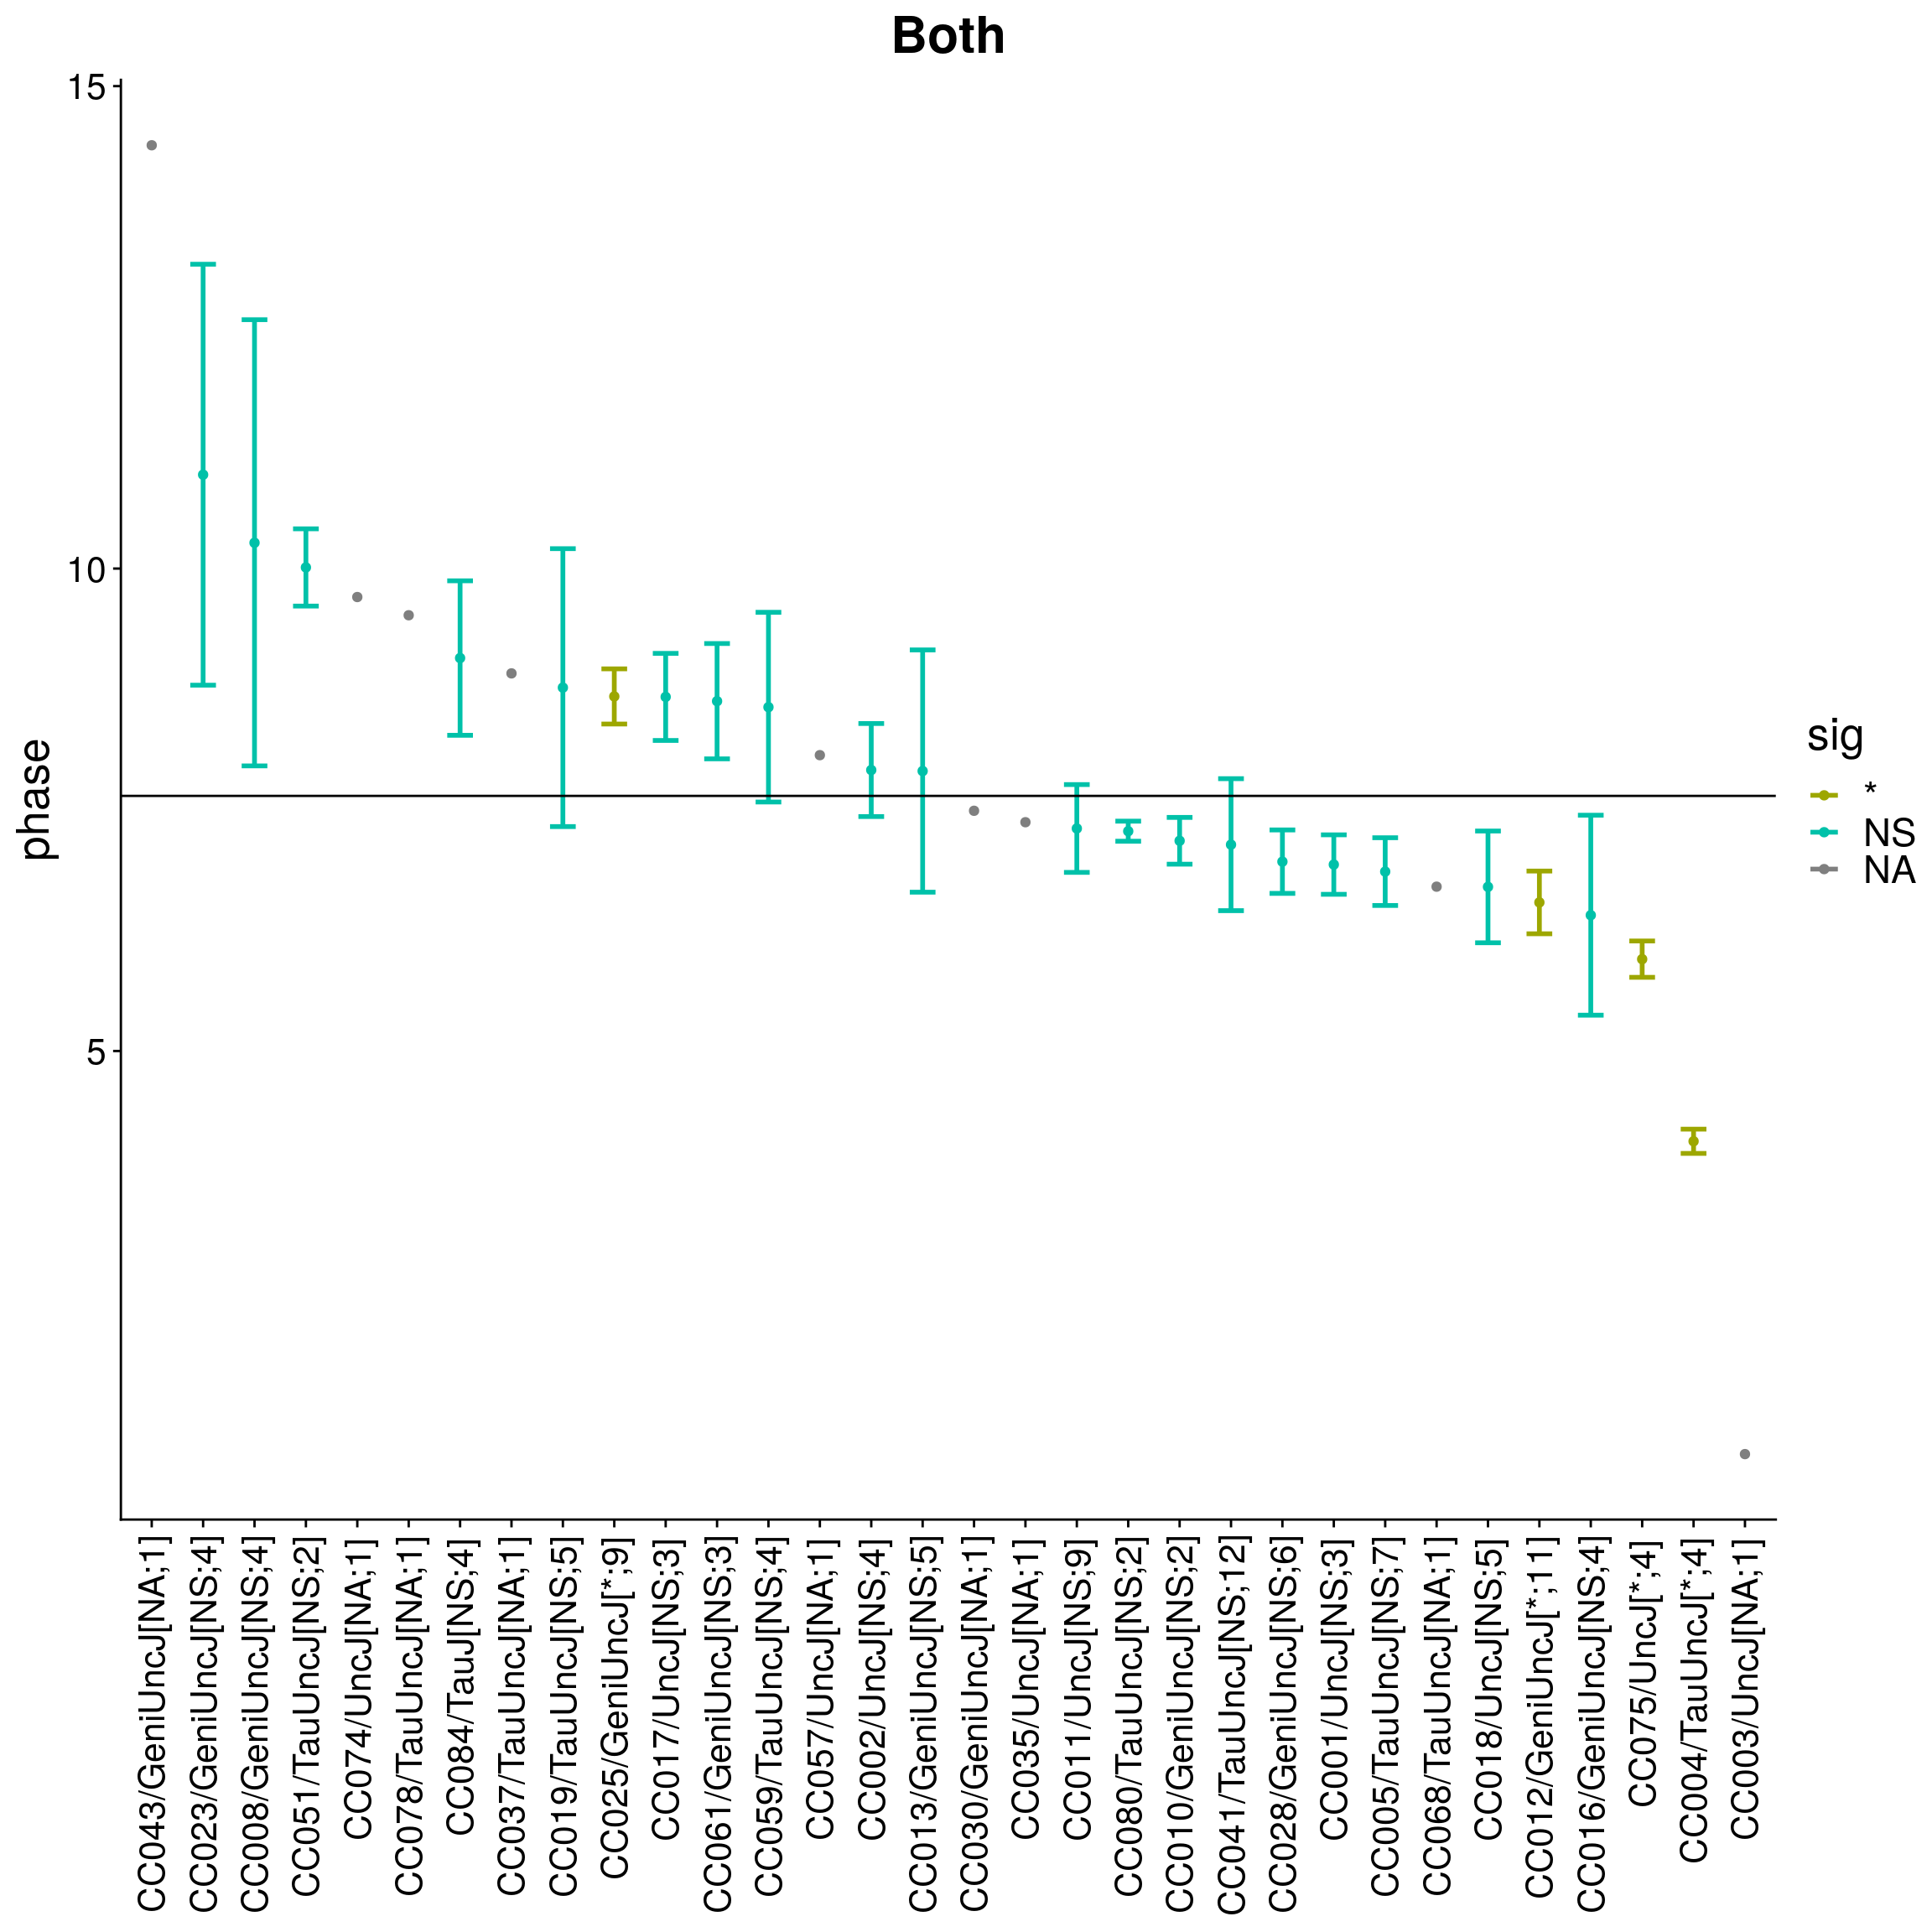 Both
15
10
5
phase
sig
*
NS
NA
CC043/GeniUncJ[NA;1]
CC023/GeniUncJ[NS;4]
CC008/GeniUncJ[NS;4]
CC051/TauUncJ[NS;2]
CC074/UncJ[NA;1]
CC078/TauUncJ[NA;1]
CC084/TauJ[NS;4]
CC037/TauUncJ[NA;1]
CC019/TauUncJ[NS;5]
CC025/GeniUncJ[*;9]
CC017/UncJ[NS;3]
CC061/GeniUncJ[NS;3]
CC059/TauUncJ[NS;4]
CC057/UncJ[NA;1]
CC002/UncJ[NS;4]
CC013/GeniUncJ[NS;5]
CC030/GeniUncJ[NA;1]
CC035/UncJ[NA;1]
CC011/UncJ[NS;9]
CC080/TauUncJ[NS;2]
CC010/GeniUncJ[NS;2]
CC041/TauUncJ[NS;12]
CC028/GeniUncJ[NS;6]
CC001/UncJ[NS;3]
CC005/TauUncJ[NS;7]
CC068/TauUncJ[NA;1]
CC018/UncJ[NS;5]
CC012/GeniUncJ[*;11]
CC016/GeniUncJ[NS;4]
CC075/UncJ[*;4]
CC004/TauUncJ[*;4]
CC003/UncJ[NA;1]